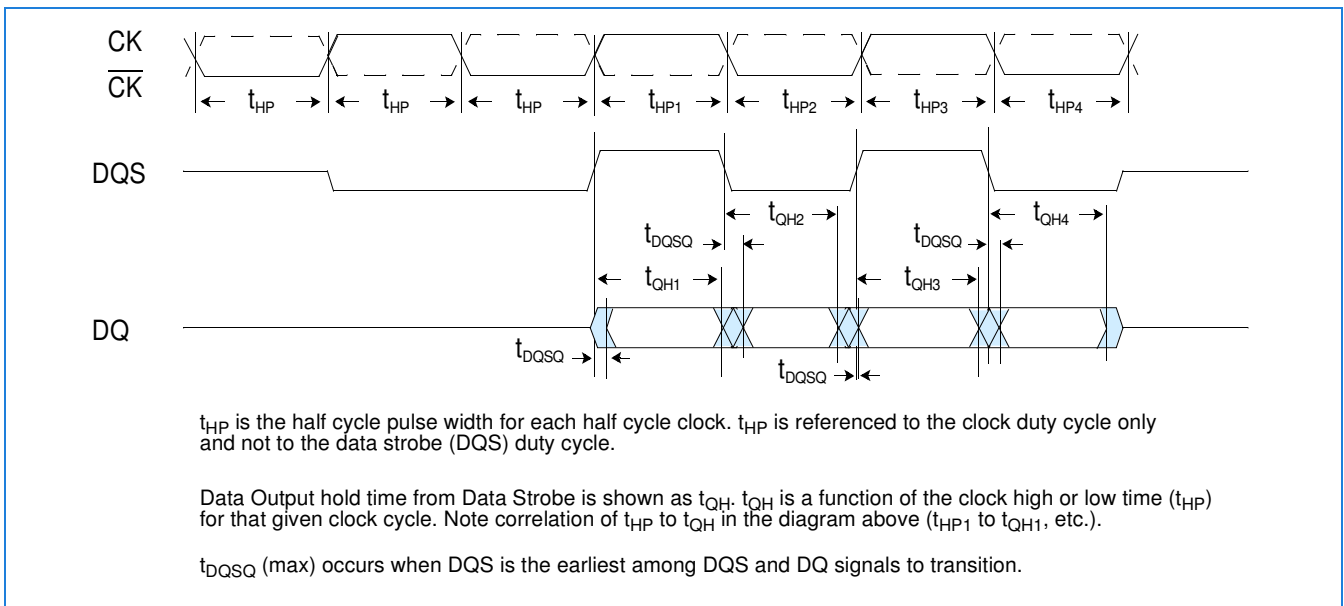 CK
C̅K̅
tHP tHP tHP tHP1 tHP2 tHP3 tHP4
DQS
tQH2 tQH4
tDQSQ tDQSQ
tQH1 tQH3
DQ
tDQSQ
tDQSQ
tHP is the half cycle pulse width for each half cycle clock. tHP is referenced to the clock duty cycle only
and not to the data strobe (DQS) duty cycle.
Data Output hold time from Data Strobe is shown as tQH. tQH is a function of the clock high or low time (tHP)
for that given clock cycle. Note correlation of tHP to tQH in the diagram above (tHP1 to tQH1, etc.).
tDQSQ (max) occurs when DQS is the earliest among DQS and DQ signals to transition.